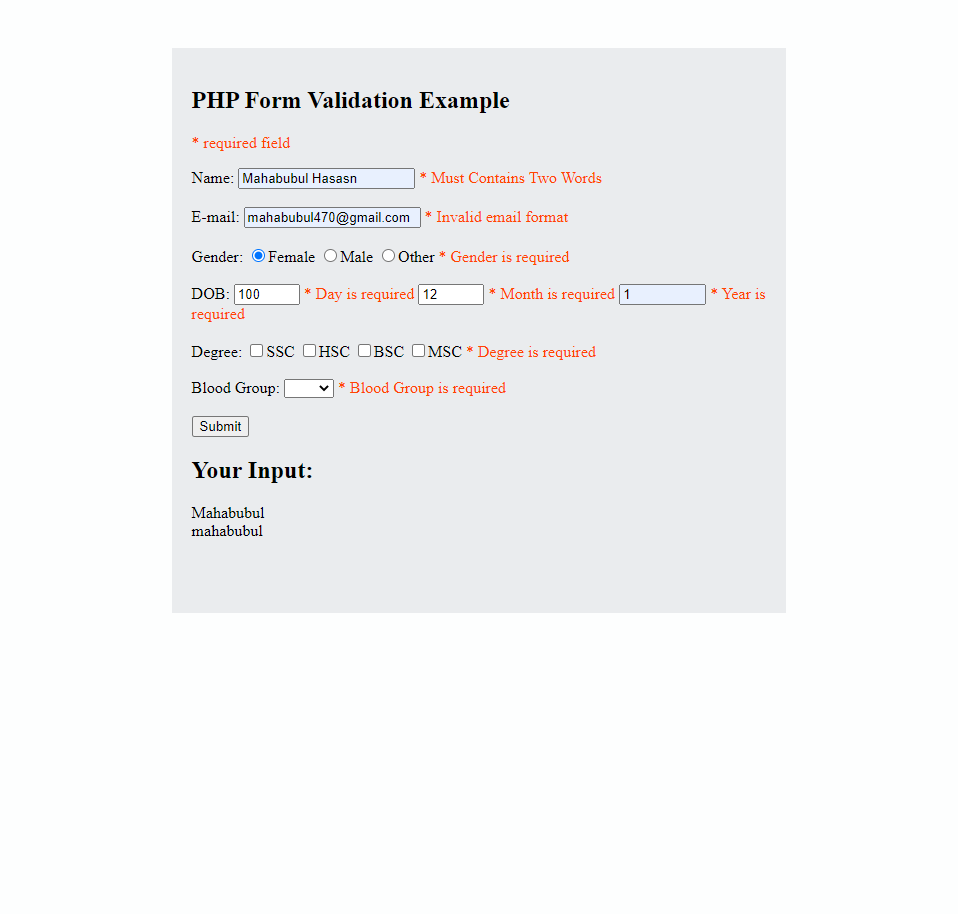 PHP Form Validation Example
* required field
Name: Mahabubul Hasasn * Must Contains Two Words
E-mail: mahabubul470@gmail.com * Invalid email format
Gender: Female Male Other * Gender is required
DOB: 100 * Day is required 12 * Month is required 1 * Year is
required
Degree: SSC HSC BSC MSC * Degree is required
Blood Group: * Blood Group is required
Submit
Your Input:
Mahabubul
mahabubul